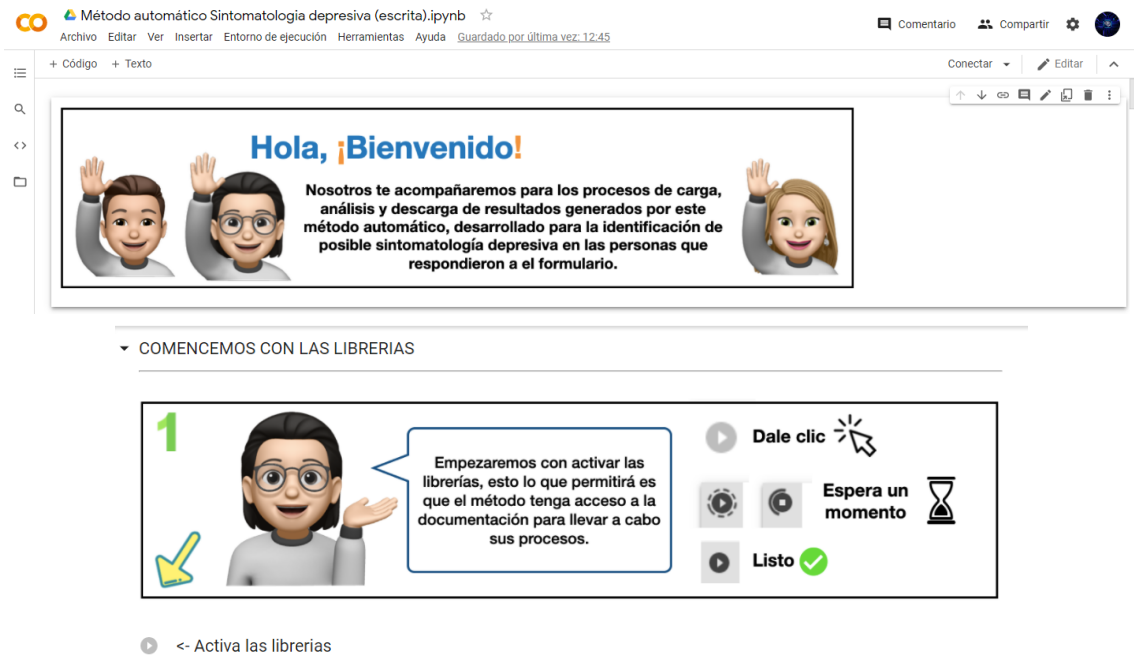 Método automático Sintomatologia depresiva (escrita).ipynb
Comentario
Compartir
Archivo Editar Ver Insertar Entorno de ejecución Herramientas Ayuda Guardado por última vez: 12:45
+ Código + Texto
Conectar
Editar
Hola, ¡Bienvenido!
Nosotros te acompañaremos para los procesos de carga,
análisis y descarga de resultados generados por este
método automático, desarrollado para la identificación de
posible sintomatología depresiva en las personas que
respondieron a el formulario.
COMENCEMOS CON LAS LIBRERIAS
1
Empezaremos con activar las
librerías, esto lo que permitirá es
que el método tenga acceso a la
documentación para llevar a cabo
sus procesos.
Dale clic
Espera un
momento
Listo
<- Activa las librerias